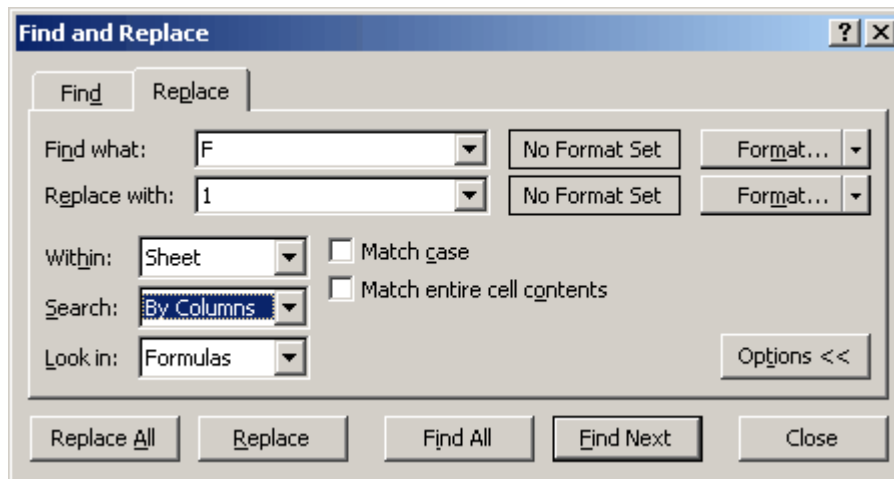 Find and Replace
Find Replace
Find what: F No Format Set Format...
Replace with: 1 No Format Set Format...
Within: Sheet Match case
Search: By Columns Match entire cell contents
Look in: Formulas Options <<
Replace All Replace Find All Find Next Close